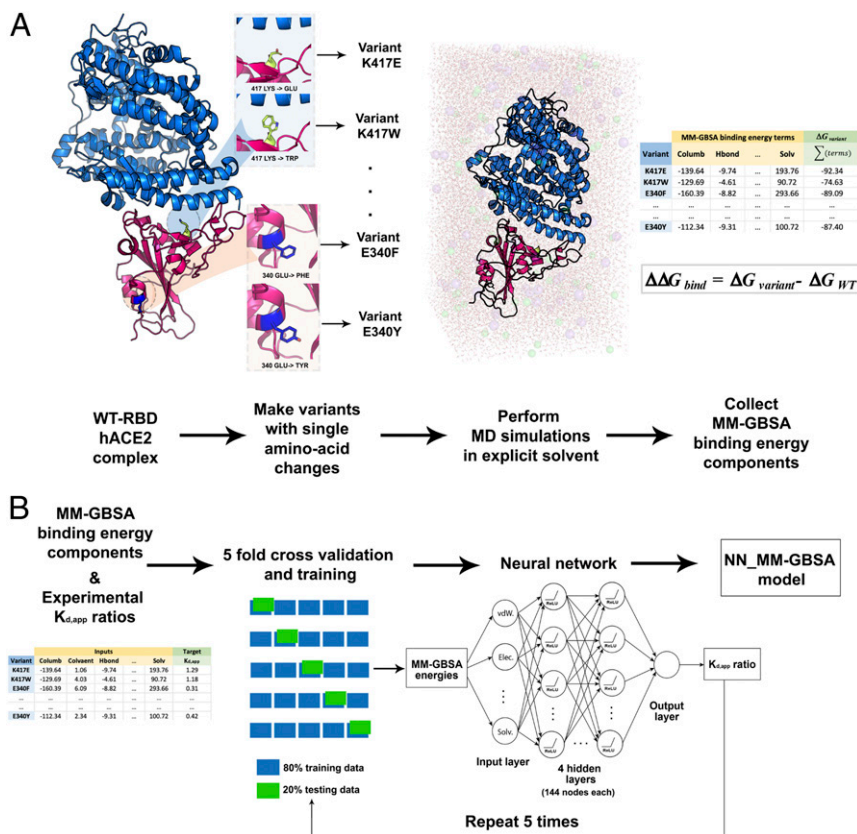 A
Variant
K417E
417 LYS -> GLU
Variant
K417W
417 LYS -> TRP
Variant
E340F
340 GLU-> PHE
Variant
E340Y
340 GLU-> TYR
MM-GBSA binding energy terms ΔG variant
Variant Columb Hbond ... Solv ∑(terms)
K417E -139.64 -9.74 193.76 -92.34
K417W -129.69 -4.61 90.72 -74.63
E340F -160.39 -8.82 293.66 -89.09
... ... ... ... ...
E340Y -112.34 -9.31 100.72 -87.40
ΔΔG bind = ΔG variant - ΔG WT
WT-RBD
hACE2
complex
Make variants
with single
amino-acid
changes
Perform
MD simulations
in explicit solvent
Collect
MM-GBSA
binding energy
components
B
MM-GBSA
binding energy
components
&
Experimental
Kd,app ratios
Inputs Target
Variant Columb Colvaent Hbond ... Solv Kd,app
K417E -139.64 1.06 -9.74 193.76 1.29
K417W -129.69 4.03 -4.61 90.72 1.18
E340F -160.39 6.09 -8.82 293.66 0.31
... ... ... ... ... ...
E340Y -112.34 2.34 -9.31 100.72 0.42
5 fold cross validation
and training
80% training data
20% testing data
Neural network
MM-GBSA
energies
vdW.
Elec.
Solv.
ReLU ReLU
ReLU ReLU
ReLU ReLU
ReLU ReLU
Input layer
4 hidden
layers
(144 nodes each)
Output
layer
Kd,app ratio
NN_MM-GBSA
model
Repeat 5 times